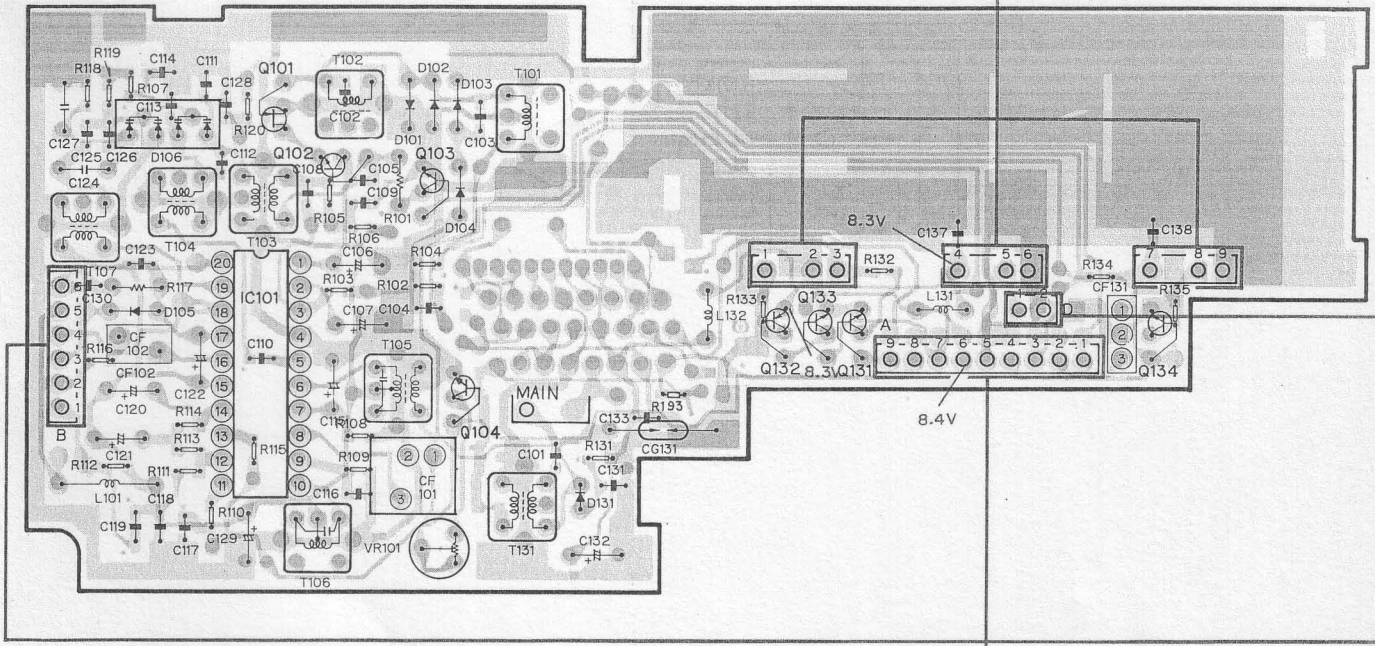 R119
R118
C114
C111
R107
C128
Q101
T102
D102
D103
T101
C113
R120
C102
D101
C103
C127
C125
C126
D106
C112
Q102
C108
C105
Q103
C124
C109
R105
R101
D104
R106
T104
T103
8.3V
C137
C138
C123
20
1
C106
R104
1 2 3
R132
4 5 6
7 8 9
R134
T107
6
C130
R117
19
IC101
2
R103
R102
CF131
5
D105
18
3
C104
L132
R133
Q133
L131
1 2
D
1
R135
4
CF
102
17
4
C107
A
2
3
R116
16
C110
5
T105
9 8 7 6 5 4 3 2 1
3
2
CF102
15
6
Q132
8.3V
Q131
Q134
1
C120
C122
14
7
C115
MAIN
R193
8.4V
B
R114
13
8
R108
Q104
C133
C121
R113
R115
CG131
R112
R111
12
9
R109
2 1
CF
101
C101
R131
L101
11
10
C116
3
C131
C118
R110
D131
C119
C117
C129
VR101
T131
C132
T106